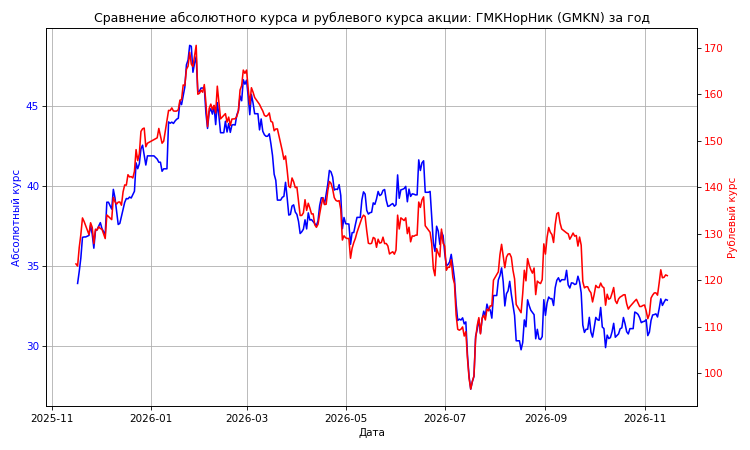 Сравнение абсолютного курса и рублевого курса акции: ГМКНорНик (GMKN) за год
Абсолютный курс
45
40
35
30
170
160
150
140
130
120
110
100
Рублевый курс
2025-11 2026-01 2026-03 2026-05 2026-07 2026-09 2026-11
Дата